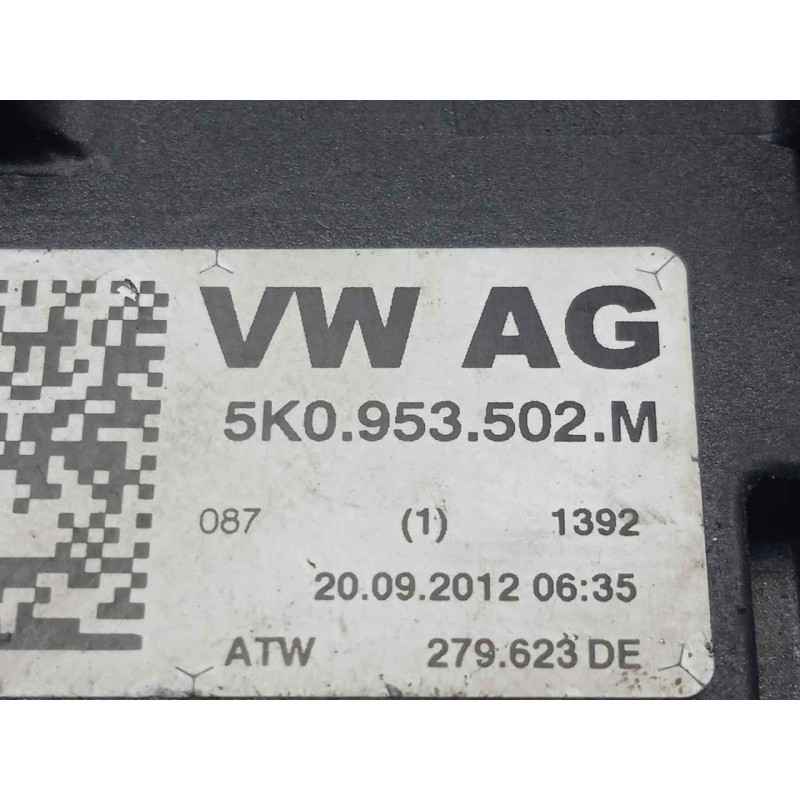 VW AG
5K0.953.502.M
087 (1) 1392
20.09.2012 06:35
ATW 279.623 DE